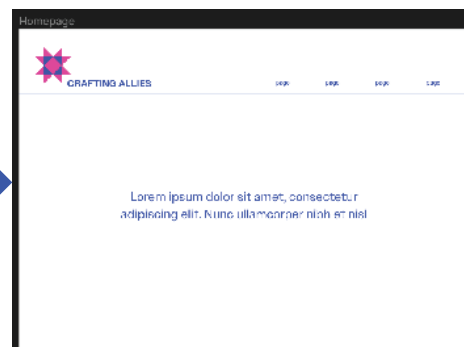 Homepage
CRAFTING ALLIES
page page page page
Lorem ipsum dolor sit amet, consectetur
adipiscing elit. Nunc ullamcorper nibh et nisl